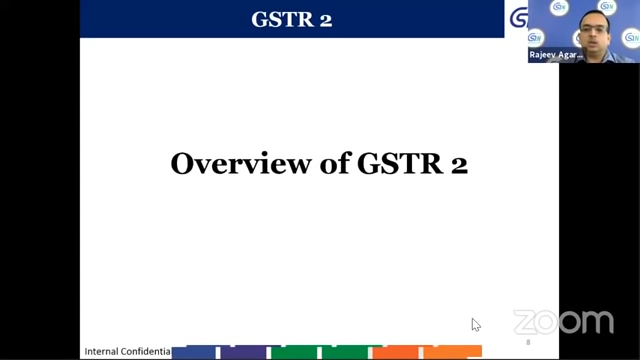 GSTR 2
Rajeev Agar...
Overview of GSTR 2
zoom
8
Internal Confidentia